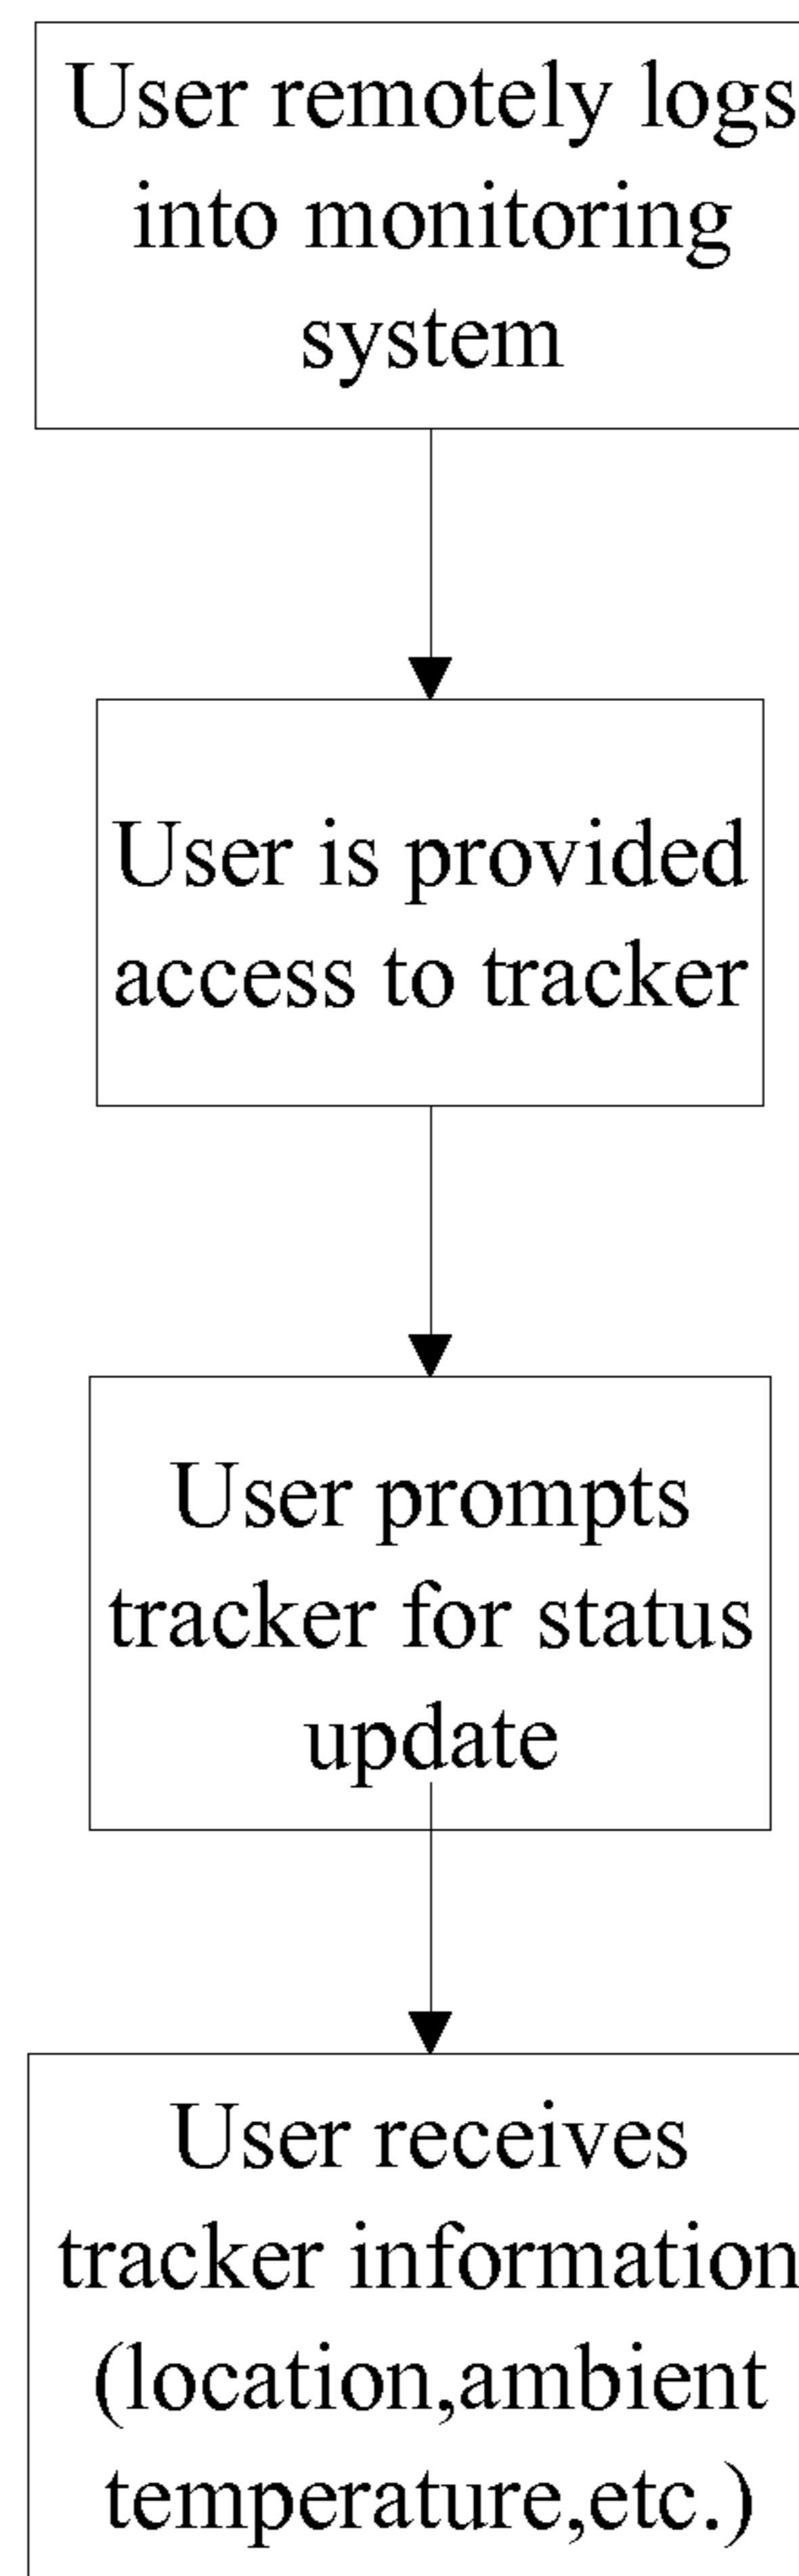 User remotely logs
into monitoring
system
User is provided
access to tracker
User prompts
tracker for status
update
User receives
tracker information
(location,ambient
temperature,etc.)